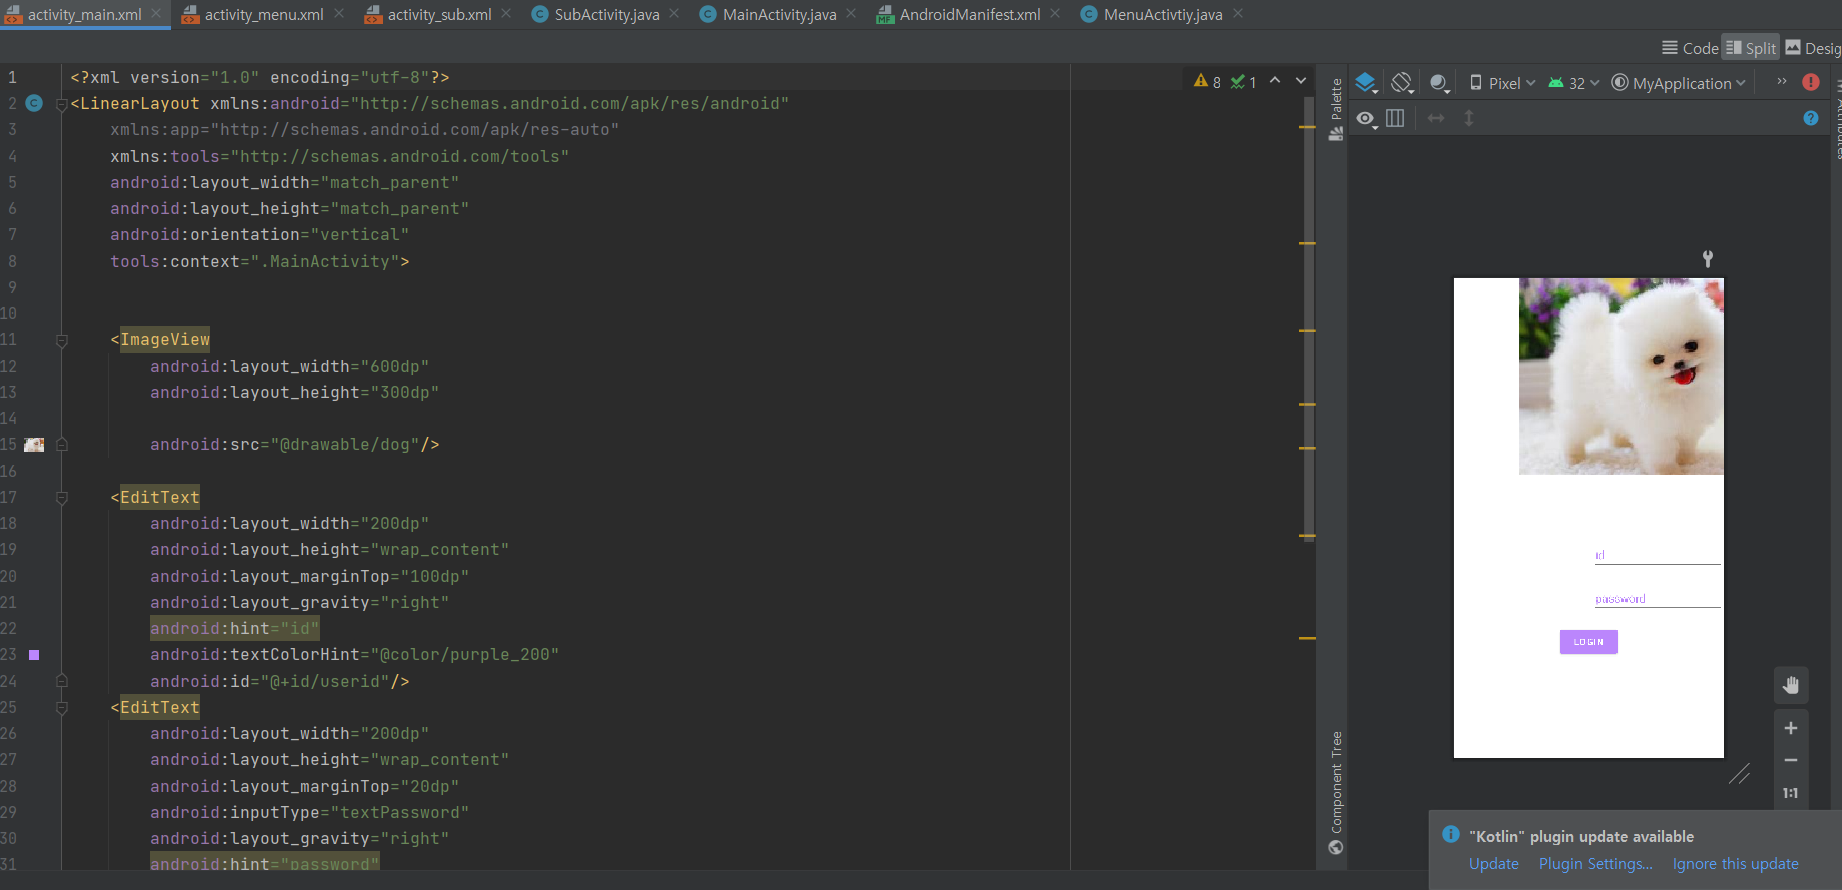 activity_main.xml activity_menu.xml activity_sub.xml SubActivity.java MainActivity.java AndroidManifest.xml MenuActivtiy.java
Code Split Desig
1 <?xml version="1.0" encoding="utf-8"?>
2 <LinearLayout xmlns:android="http://schemas.android.com/apk/res/android"
3 xmlns:app="http://schemas.android.com/apk/res-auto"
4 xmlns:tools="http://schemas.android.com/tools"
5 android:layout_width="match_parent"
6 android:layout_height="match_parent"
7 android:orientation="vertical"
8 tools:context=".MainActivity">
9
10
11 <ImageView
12 android:layout_width="600dp"
13 android:layout_height="300dp"
14
15 android:src="@drawable/dog"/>
16
17 <EditText
18 android:layout_width="200dp"
19 android:layout_height="wrap_content"
20 android:layout_marginTop="100dp"
21 android:layout_gravity="right"
22 android:hint="id"
23 android:textColorHint="@color/purple_200"
24 android:id="@+id/userid"/>
25 <EditText
26 android:layout_width="200dp"
27 android:layout_height="wrap_content"
28 android:layout_marginTop="20dp"
29 android:inputType="textPassword"
30 android:layout_gravity="right"
31 android:hint="password"
8 1
Palette
Component Tree
Pixel 32 MyApplication
Attributes
id
password
LOGIN
1:1
"Kotlin" plugin update available
Update Plugin Settings... Ignore this update